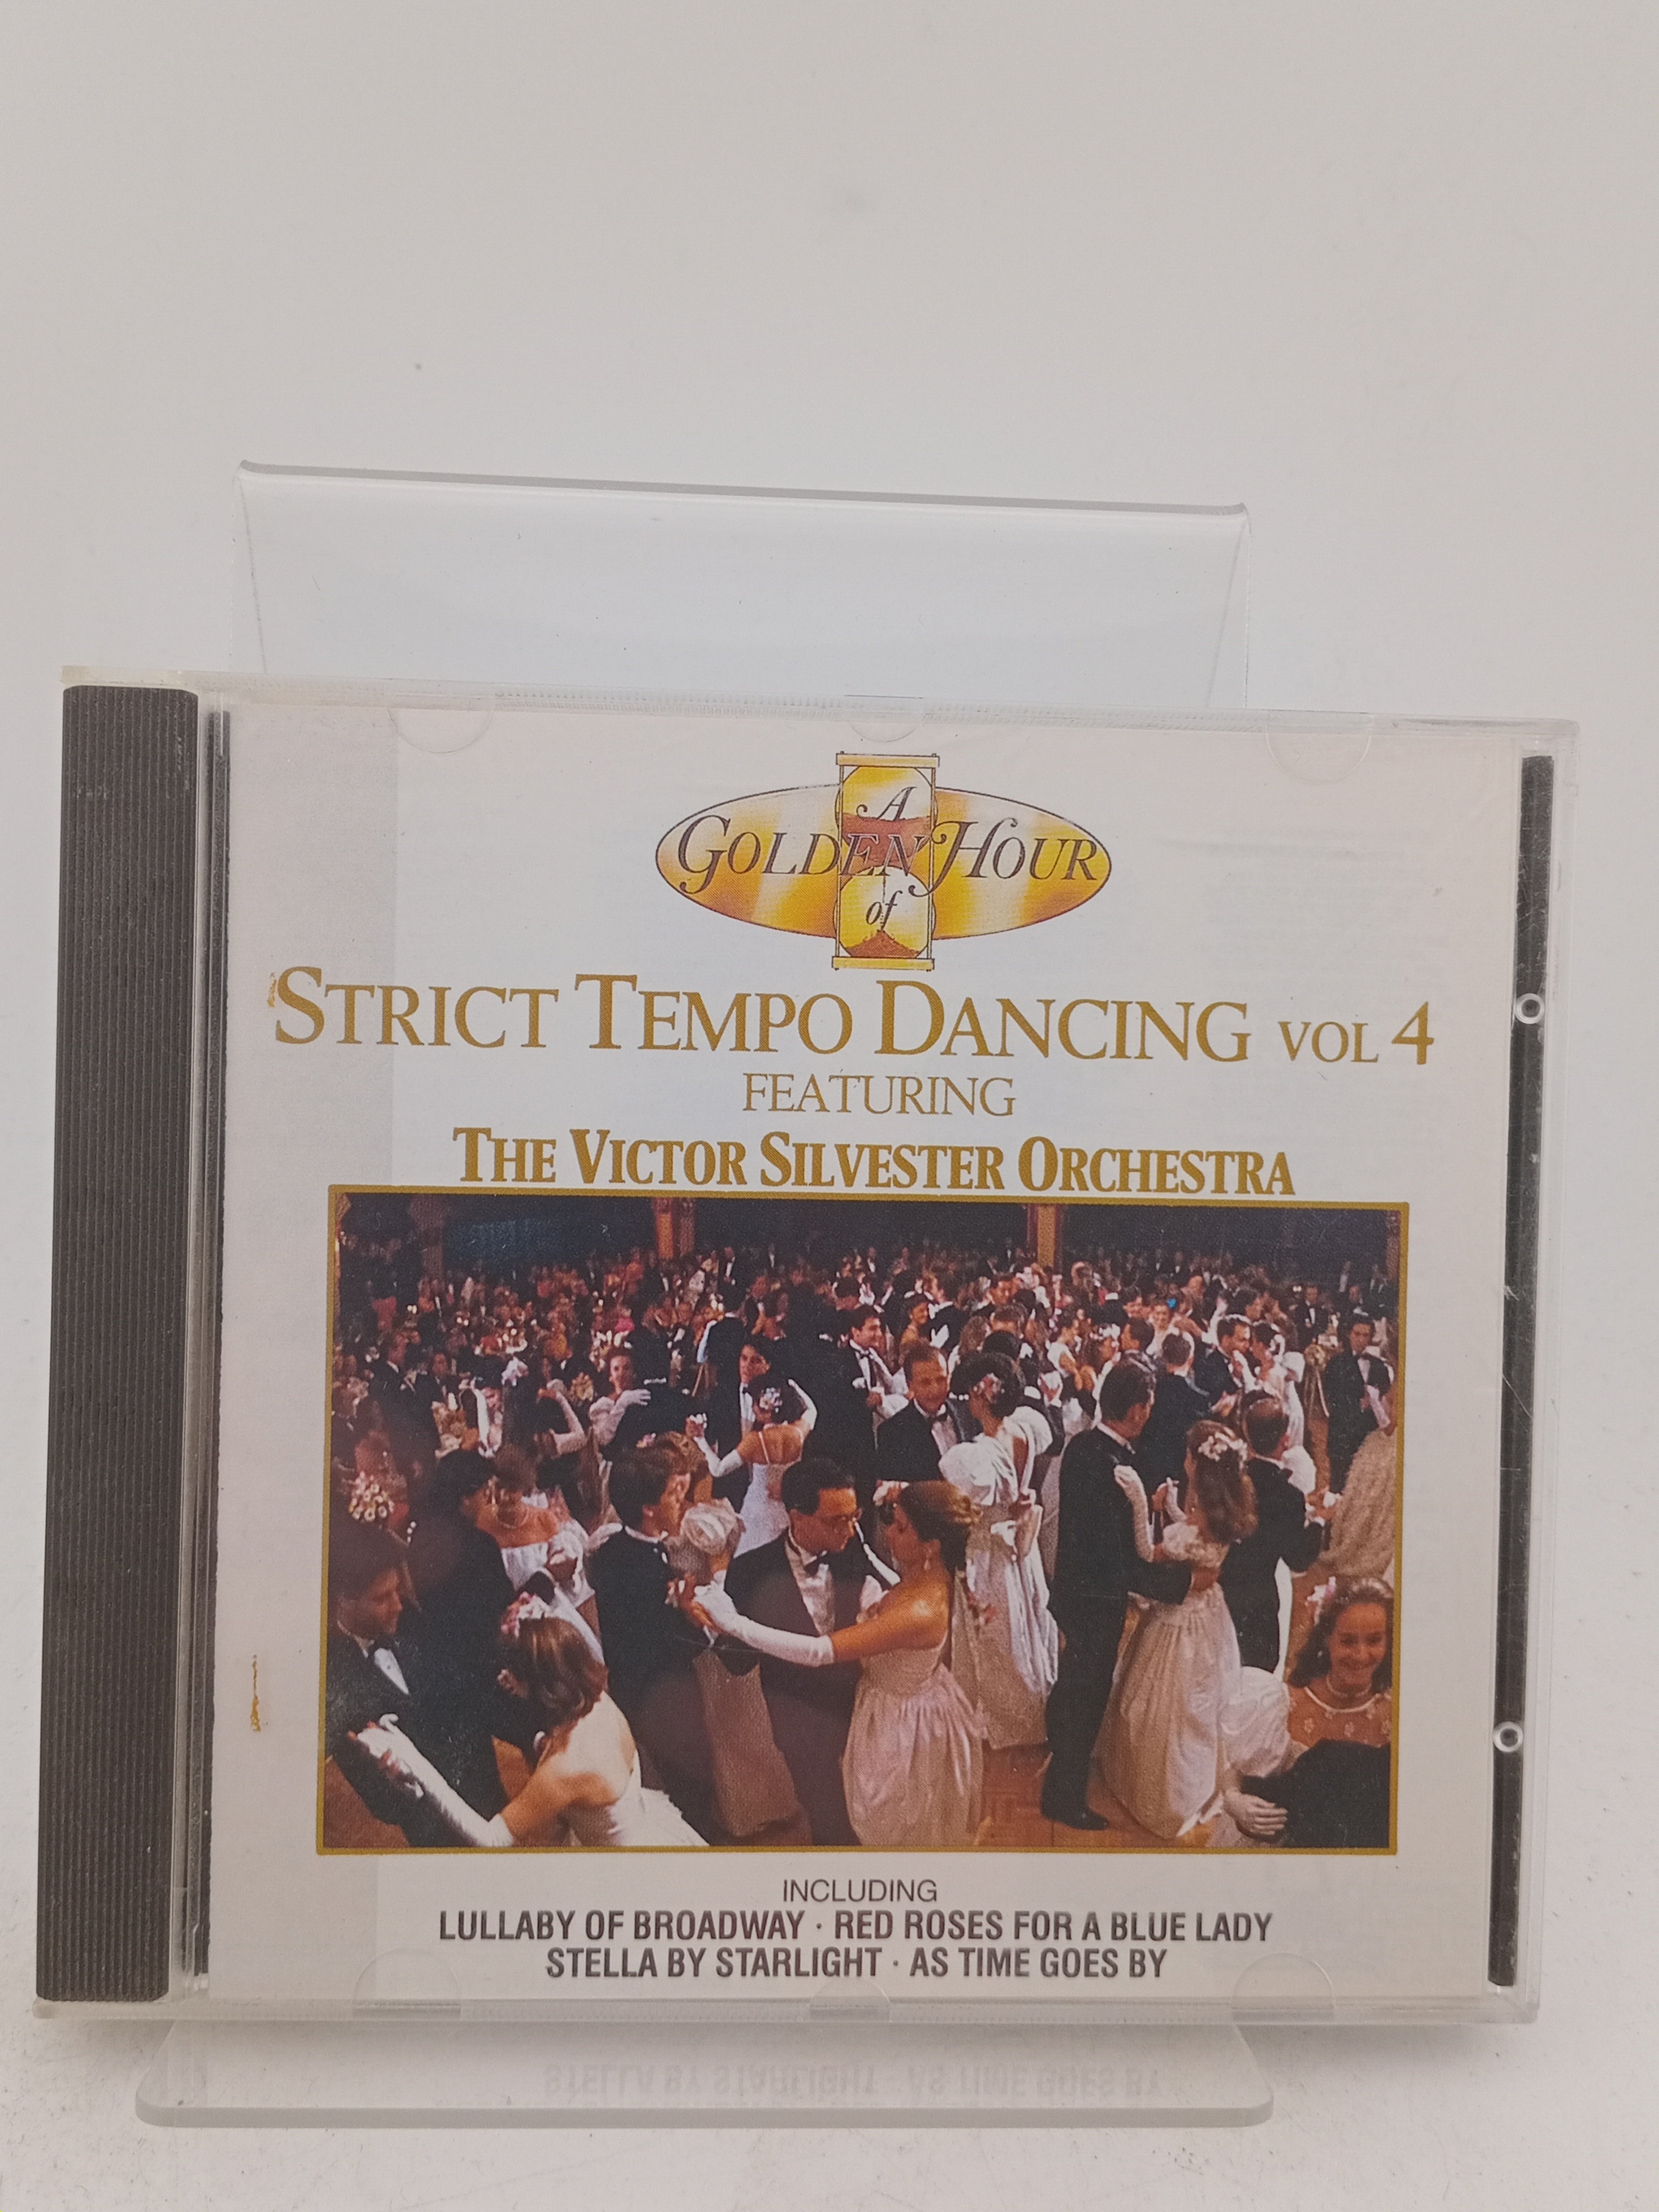 A
GOLDEN HOUR
of
STRICT TEMPO DANCING VOL 4
FEATURING
THE VICTOR SILVESTER ORCHESTRA
INCLUDING
LULLABY OF BROADWAY · RED ROSES FOR A BLUE LADY
STELLA BY STARLIGHT · AS TIME GOES BY